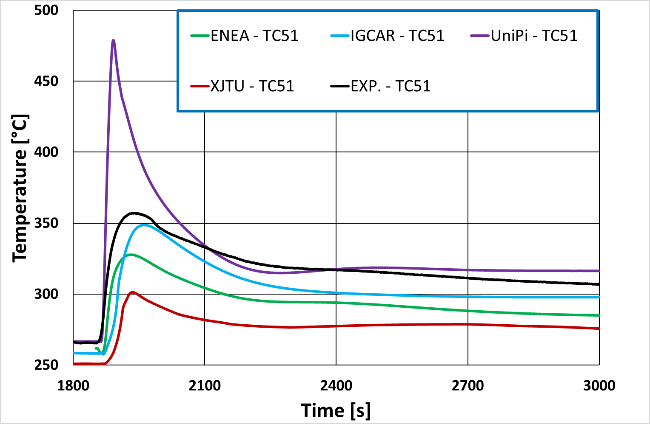 500
ENEA - TC51 IGCAR - TC51 UniPi - TC51
XJTU - TC51 EXP. - TC51
450
400
350
300
250
Temperature [°C]
1800 2100 2400 2700 3000
Time [s]